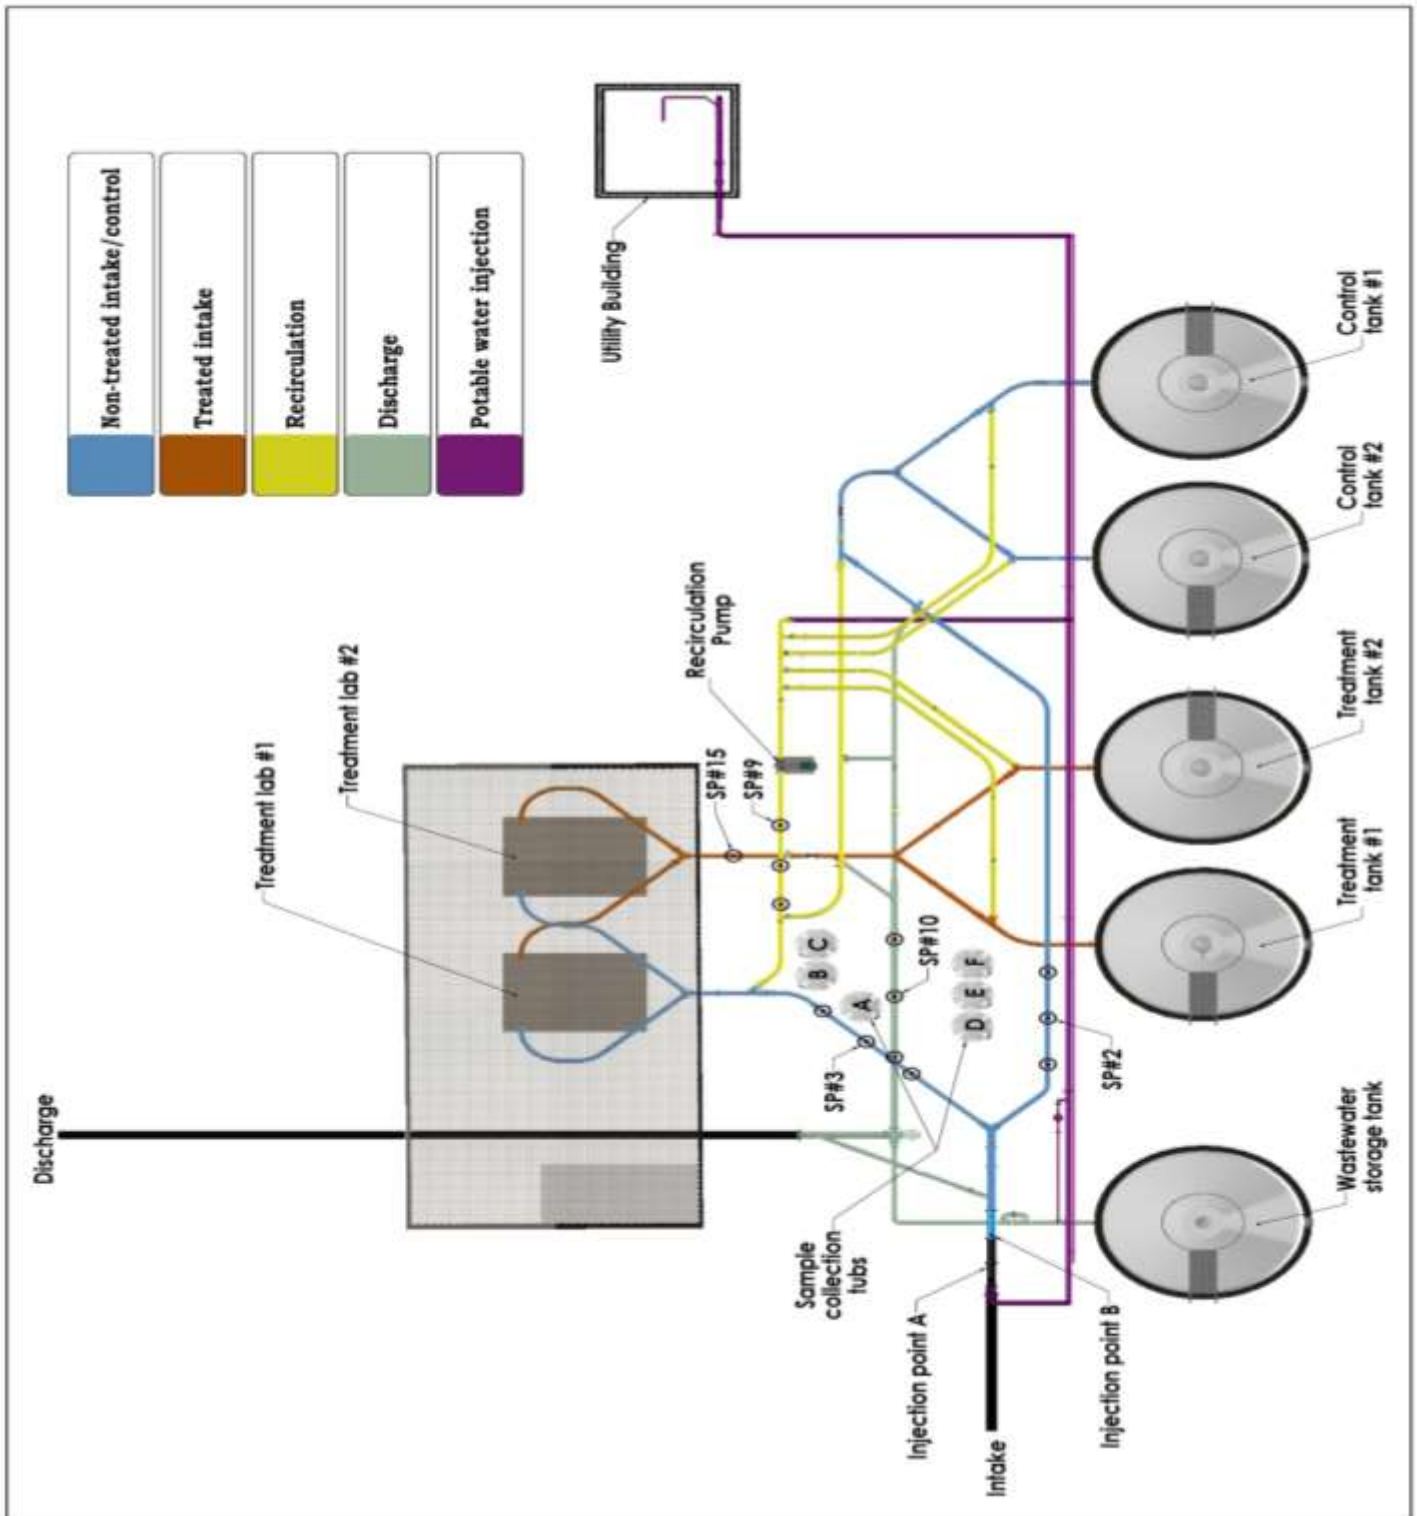 Non-treated intake/control
Treated intake
Recirculation
Discharge
Potable water injection
Utility Building
Treatment lab #1
Treatment lab #2
Recirculation
Pump
SP#15
SP#9
Discharge
SP#3
B
C
A
SP#10
D
E
F
SP#2
Sample
collection
tubs
Injection point A
Intake
Injection point B
Wastewater
storage tank
Treatment
tank #1
Treatment
tank #2
Control
tank #2
Control
tank #1